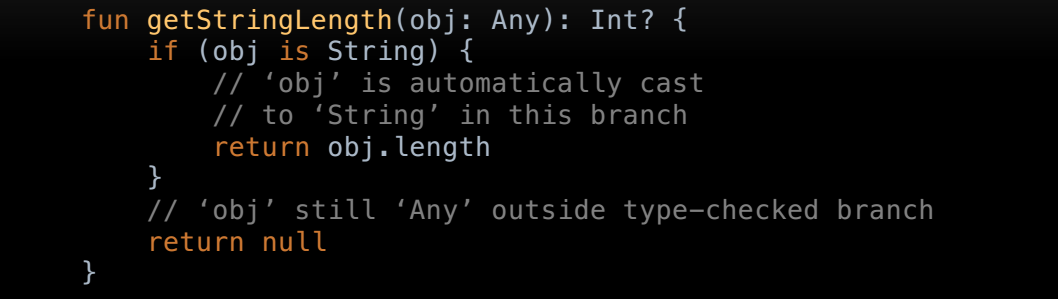 fun getStringLength(obj: Any): Int? {
    if (obj is String) {
        // ‘obj’ is automatically cast
        // to ‘String’ in this branch
        return obj.length
    }
    // ‘obj’ still ‘Any’ outside type-checked branch
    return null
}